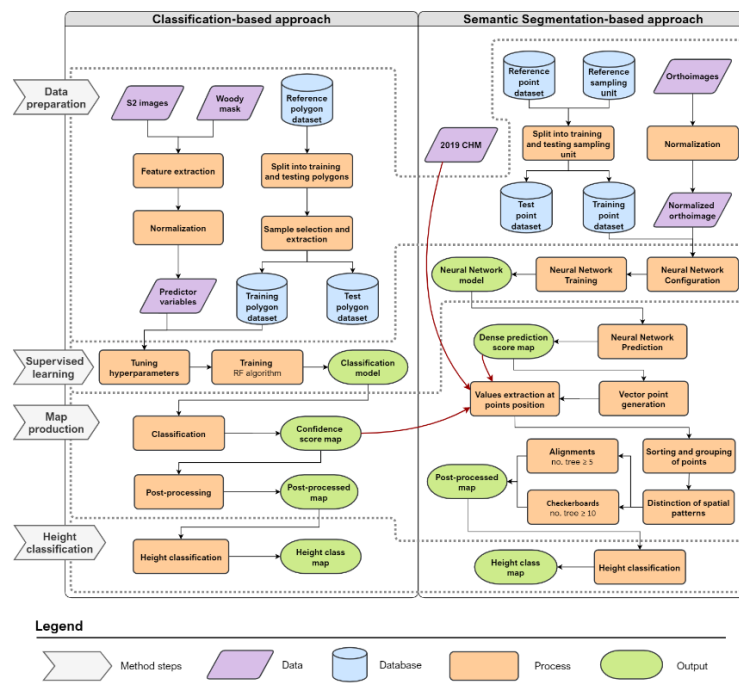 Classification-based approach
Semantic Segmentation-based approach
Data
preparation
S2 images
Woody
mask
Reference
polygon
dataset
Feature extraction
Split into training
and testing polygons
Normalization
Sample selection and
extraction
Predictor
variables
Training
polygon
dataset
Test
polygon
dataset
2019 CHM
Reference
point
dataset
Reference
sampling
unit
Orthoimages
Split into training
and testing sampling
unit
Normalization
Test
point
dataset
Training
point
dataset
Normalized
orthoimage
Neural Network
model
Neural Network
Training
Neural Network
Configuration
Supervised
learning
Tuning
hyperparameters
Training
RF algorithm
Classification
model
Dense prediction
score map
Neural Network
Prediction
Map
production
Classification
Confidence
score map
Values extraction at
points position
Vector point
generation
Post-processing
Post-processed
map
Alignments
no. tree ≥ 5
Sorting and grouping
of points
Post-processed
map
Checkerboards
no. tree ≥ 10
Distinction of spatial
patterns
Height
classification
Height classification
Height class
map
Height class
map
Height classification
Legend
Method steps
Data
Database
Process
Output